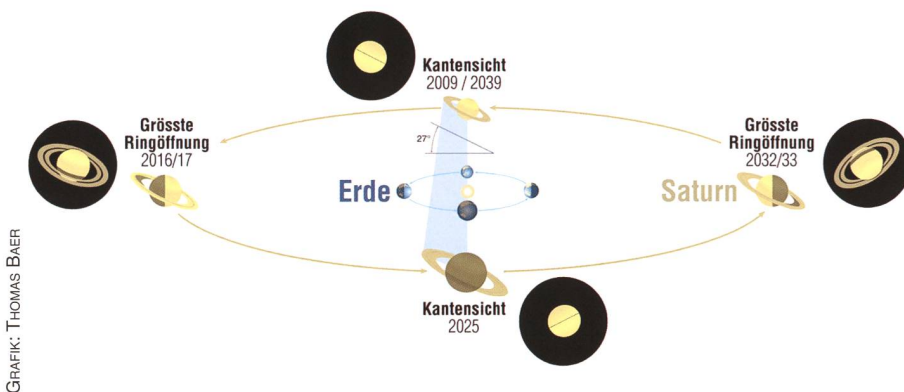 Kantensicht
2009 / 2039
Grösste
Ringöffnung
2016/17
27°
Grösste
Ringöffnung
2032/33
Erde
Saturn
Kantensicht
2025
GRAFIK: THOMAS BAER